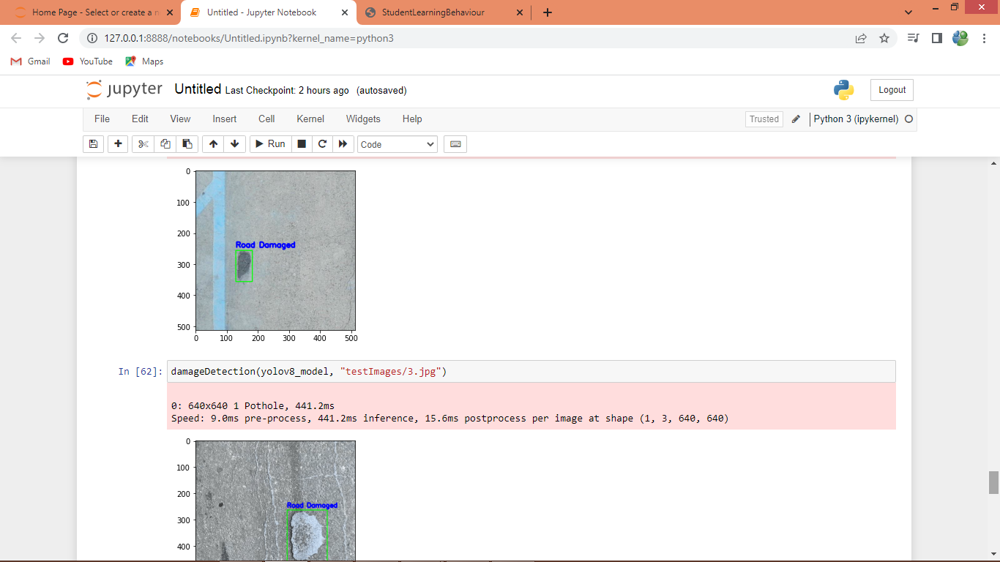 Home Page - Select or create a n
Untitled - Jupyter Notebook
StudentLearningBehaviour
127.0.0.1:8888/notebooks/Untitled.ipynb?kernel_name=python3
Gmail YouTube Maps
jupyter Untitled Last Checkpoint: 2 hours ago (autosaved) Logout
File Edit View Insert Cell Kernel Widgets Help Trusted Python 3 (ipykernel)
Run Code
0
100
200
Road Damaged
300
400
500
0 100 200 300 400 500
In [62]: damageDetection(yolov8_model, "testImages/3.jpg")
0: 640x640 1 Pothole, 441.2ms
Speed: 9.0ms pre-process, 441.2ms inference, 15.6ms postprocess per image at shape (1, 3, 640, 640)
0
100
200
Road Damaged
300
400